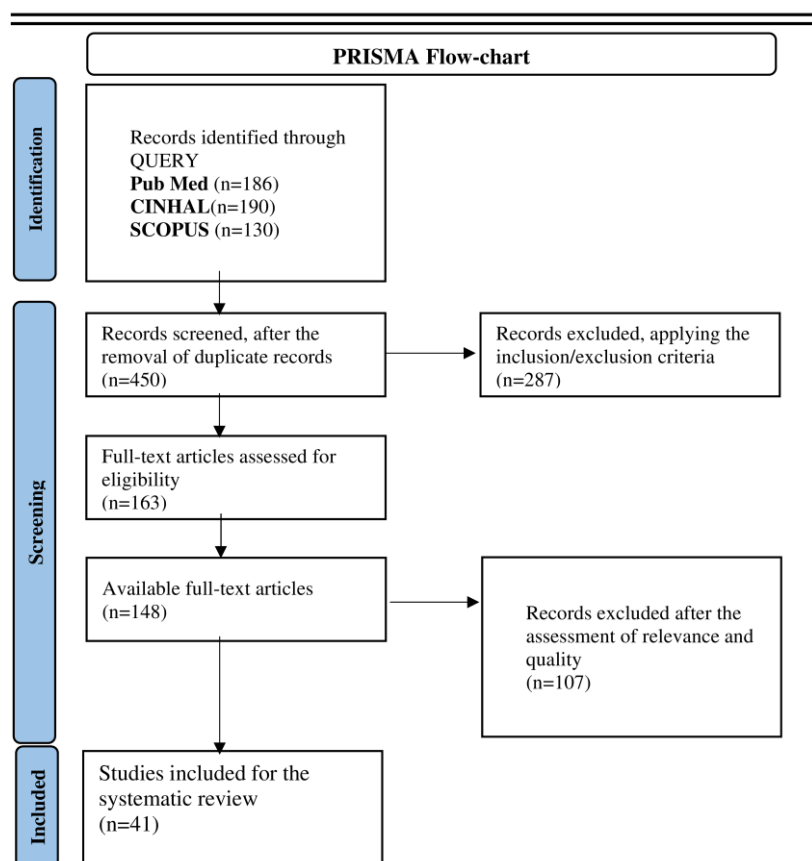 PRISMA Flow-chart
Identification
Records identified through
QUERY
Pub Med (n=186)
CINHAL(n=190)
SCOPUS (n=130)
Screening
Records screened, after the
removal of duplicate records
(n=450)
Records excluded, applying the
inclusion/exclusion criteria
(n=287)
Full-text articles assessed for
eligibility
(n=163)
Available full-text articles
(n=148)
Records excluded after the
assessment of relevance and
quality
(n=107)
Included
Studies included for the
systematic review
(n=41)